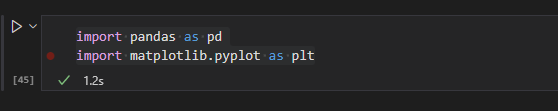 import pandas as pd
import matplotlib.pyplot as plt
[45]
1.2s